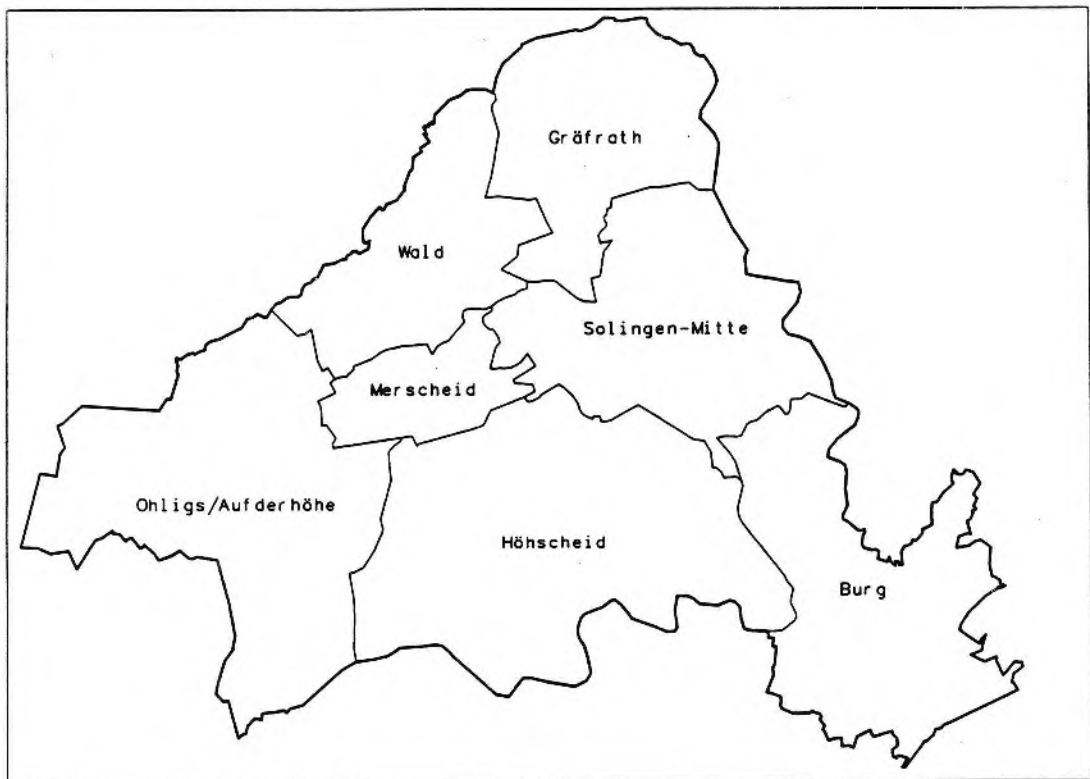 Gräfrath
Wald
Solingen-Mitte
Merscheid
Ohligs/Aufderhöhe
Höhscheid
Burg